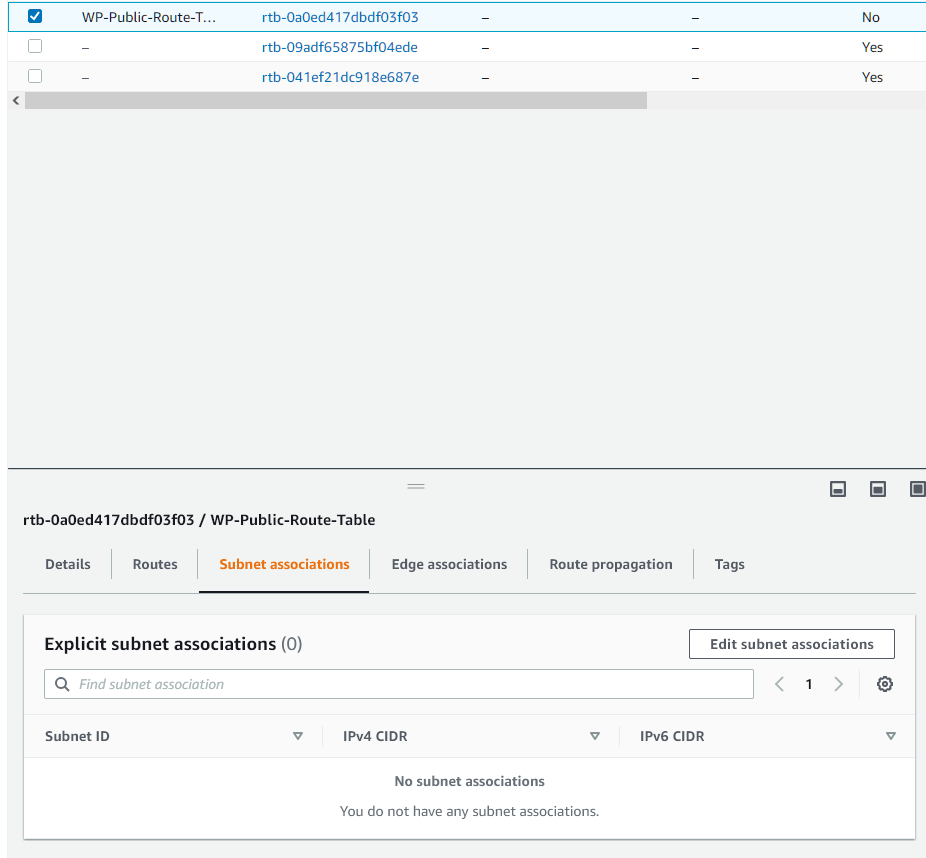 WP-Public-Route-T... rtb-0a0ed417dbdf03f03 – – No
– rtb-09adf65875bf04ede – – Yes
– rtb-041ef21dc918e687e – – Yes
rtb-0a0ed417dbdf03f03 / WP-Public-Route-Table
Details Routes Subnet associations Edge associations Route propagation Tags
Explicit subnet associations (0) Edit subnet associations
Find subnet association 1
Subnet ID IPv4 CIDR IPv6 CIDR
No subnet associations
You do not have any subnet associations.